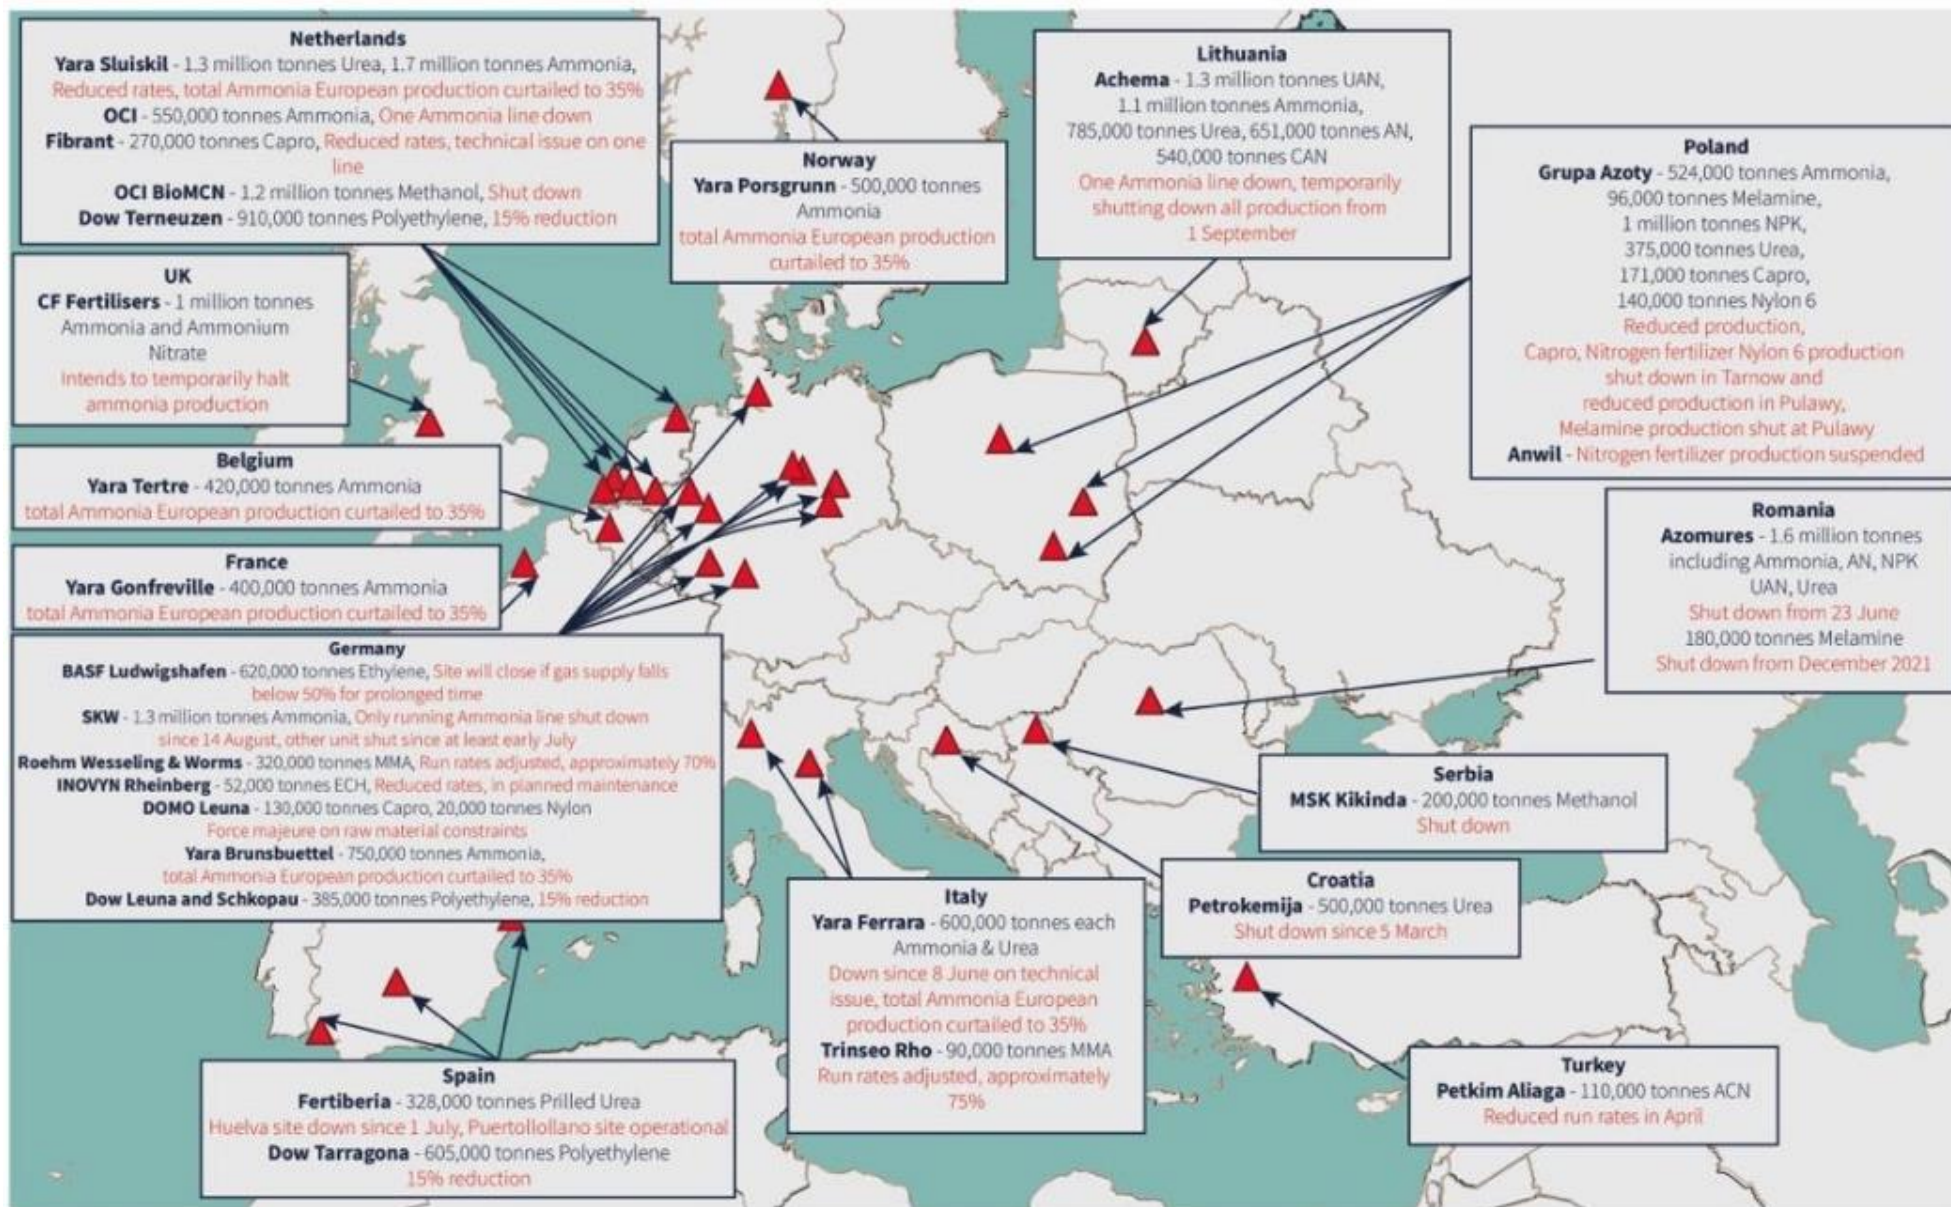 Netherlands
Yara Sluiskil - 1.3 million tonnes Urea, 1.7 million tonnes Ammonia,
Reduced rates, total Ammonia European production curtailed to 35%
OCI - 550,000 tonnes Ammonia, One Ammonia line down
Fibrant - 270,000 tonnes Capro, Reduced rates, technical issue on one
line
OCI BioMCN - 1.2 million tonnes Methanol, Shut down
Dow Terneuzen - 910,000 tonnes Polyethylene, 15% reduction
Norway
Yara Porsgrunn - 500,000 tonnes
Ammonia
total Ammonia European production
curtailed to 35%
Lithuania
Achema - 1.3 million tonnes UAN,
1.1 million tonnes Ammonia,
785,000 tonnes Urea, 651,000 tonnes AN,
540,000 tonnes CAN
One Ammonia line down, temporarily
shutting down all production from
1 September
Poland
Grupa Azoty - 524,000 tonnes Ammonia,
96,000 tonnes Melamine,
1 million tonnes NPK,
375,000 tonnes Urea,
171,000 tonnes Capro,
140,000 tonnes Nylon 6
Reduced production,
Capro, Nitrogen fertilizer Nylon 6 production
shut down in Tarnow and
reduced production in Pulawy,
Melamine production shut at Pulawy
Anwil - Nitrogen fertilizer production suspended
UK
CF Fertilisers - 1 million tonnes
Ammonia and Ammonium
Nitrate
Intends to temporarily halt
ammonia production
Belgium
Yara Tertre - 420,000 tonnes Ammonia
total Ammonia European production curtailed to 35%
France
Yara Gonfreville - 400,000 tonnes Ammonia
total Ammonia European production curtailed to 35%
Romania
Azomures - 1.6 million tonnes
including Ammonia, AN, NPK
UAN, Urea
Shut down from 23 June
180,000 tonnes Melamine
Shut down from December 2021
Germany
BASF Ludwigshafen - 620,000 tonnes Ethylene, Site will close if gas supply falls
below 50% for prolonged time
SKW - 1.3 million tonnes Ammonia, Only running Ammonia line shut down
since 14 August, other unit shut since at least early July
Roehm Wesseling & Worms - 320,000 tonnes MMA, Run rates adjusted, approximately 70%
INOVYN Rheinberg - 52,000 tonnes ECH, Reduced rates, in planned maintenance
DOMO Leuna - 130,000 tonnes Capro, 20,000 tonnes Nylon
Force majeure on raw material constraints
Yara Brunsbuettel - 750,000 tonnes Ammonia,
total Ammonia European production curtailed to 35%
Dow Leuna and Schkopau - 385,000 tonnes Polyethylene, 15% reduction
Serbia
MSK Kikinda - 200,000 tonnes Methanol
Shut down
Croatia
Petrokemija - 500,000 tonnes Urea
Shut down since 5 March
Italy
Yara Ferrara - 600,000 tonnes each
Ammonia & Urea
Down since 8 June on technical
issue, total Ammonia European
production curtailed to 35%
Trinseo Rho - 90,000 tonnes MMA
Run rates adjusted, approximately
75%
Spain
Fertiberia - 328,000 tonnes Prilled Urea
Huelva site down since 1 July, Puertollollano site operational
Dow Tarragona - 605,000 tonnes Polyethylene
15% reduction
Turkey
Petkim Aliaga - 110,000 tonnes ACN
Reduced run rates in April